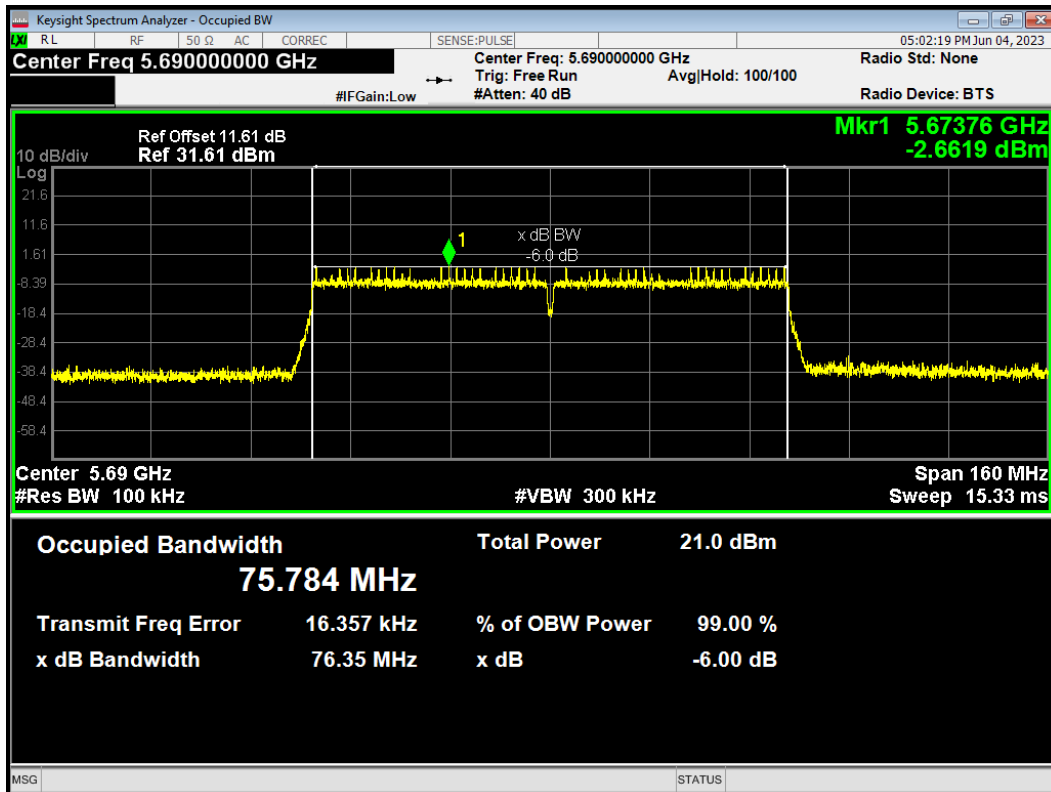 Keysight Spectrum Analyzer - Occupied BW
LXI RL RF 50 Ω AC CORREC SENSE:PULSE 05:02:19 PM Jun 04, 2023
Center Freq 5.690000000 GHz Center Freq: 5.690000000 GHz Radio Std: None
Trig: Free Run Avg|Hold: 100/100
#IFGain:Low #Atten: 40 dB Radio Device: BTS
Ref Offset 11.61 dB Mkr1 5.67376 GHz
10 dB/div Ref 31.61 dBm -2.6619 dBm
Log
21.6
11.6
1 x dB BW
1.61 -6.0 dB
-8.39
-18.4
-28.4
-38.4
-48.4
-58.4
Center 5.69 GHz Span 160 MHz
#Res BW 100 kHz #VBW 300 kHz Sweep 15.33 ms
Occupied Bandwidth Total Power 21.0 dBm
75.784 MHz
Transmit Freq Error 16.357 kHz % of OBW Power 99.00 %
x dB Bandwidth 76.35 MHz x dB -6.00 dB
MSG STATUS